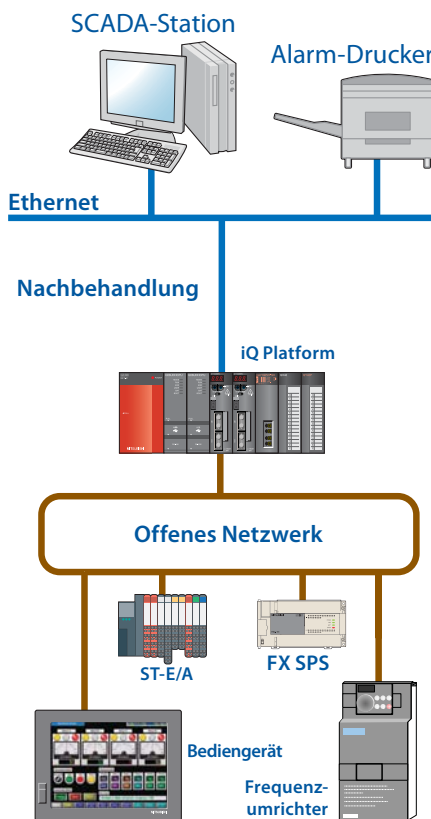 SCADA-Station
Alarm-Drucker
Ethernet
Nachbehandlung
iQ Platform
Offenes Netzwerk
ST-E/A
FX SPS
Bediengerät
Frequenz-
umrichter